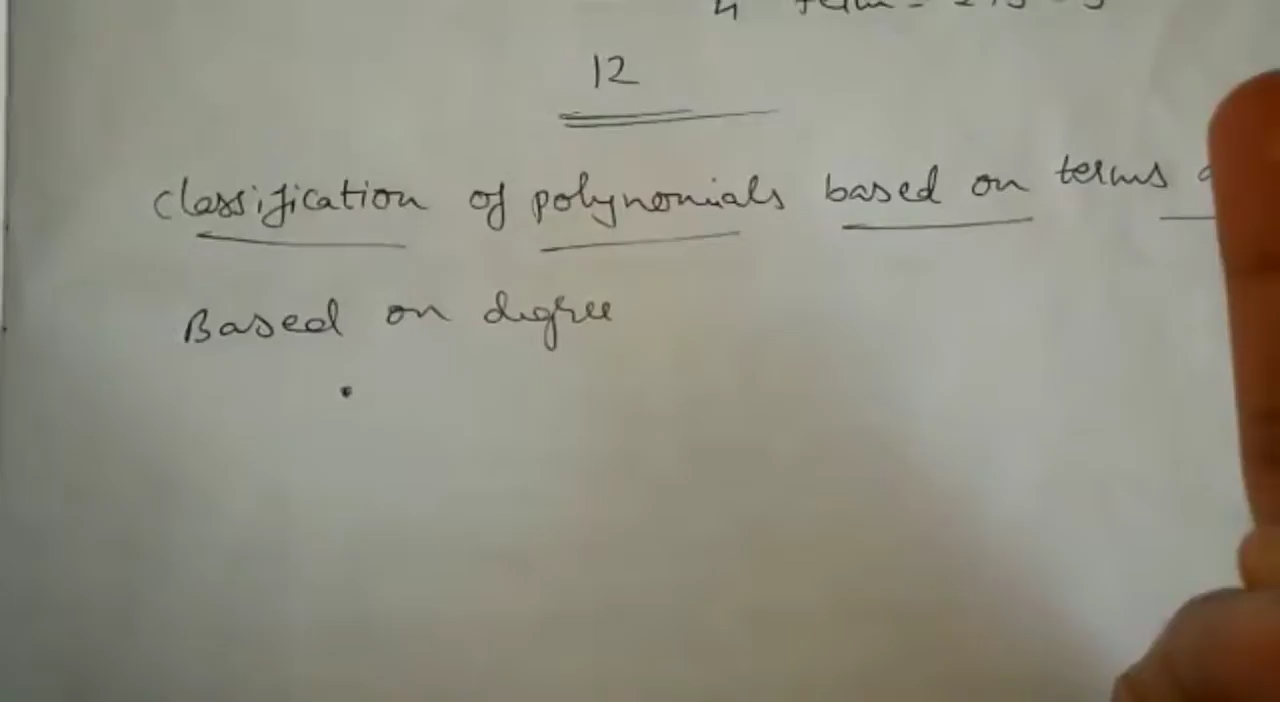 12
classification of polynomials based on terms
Based on degree